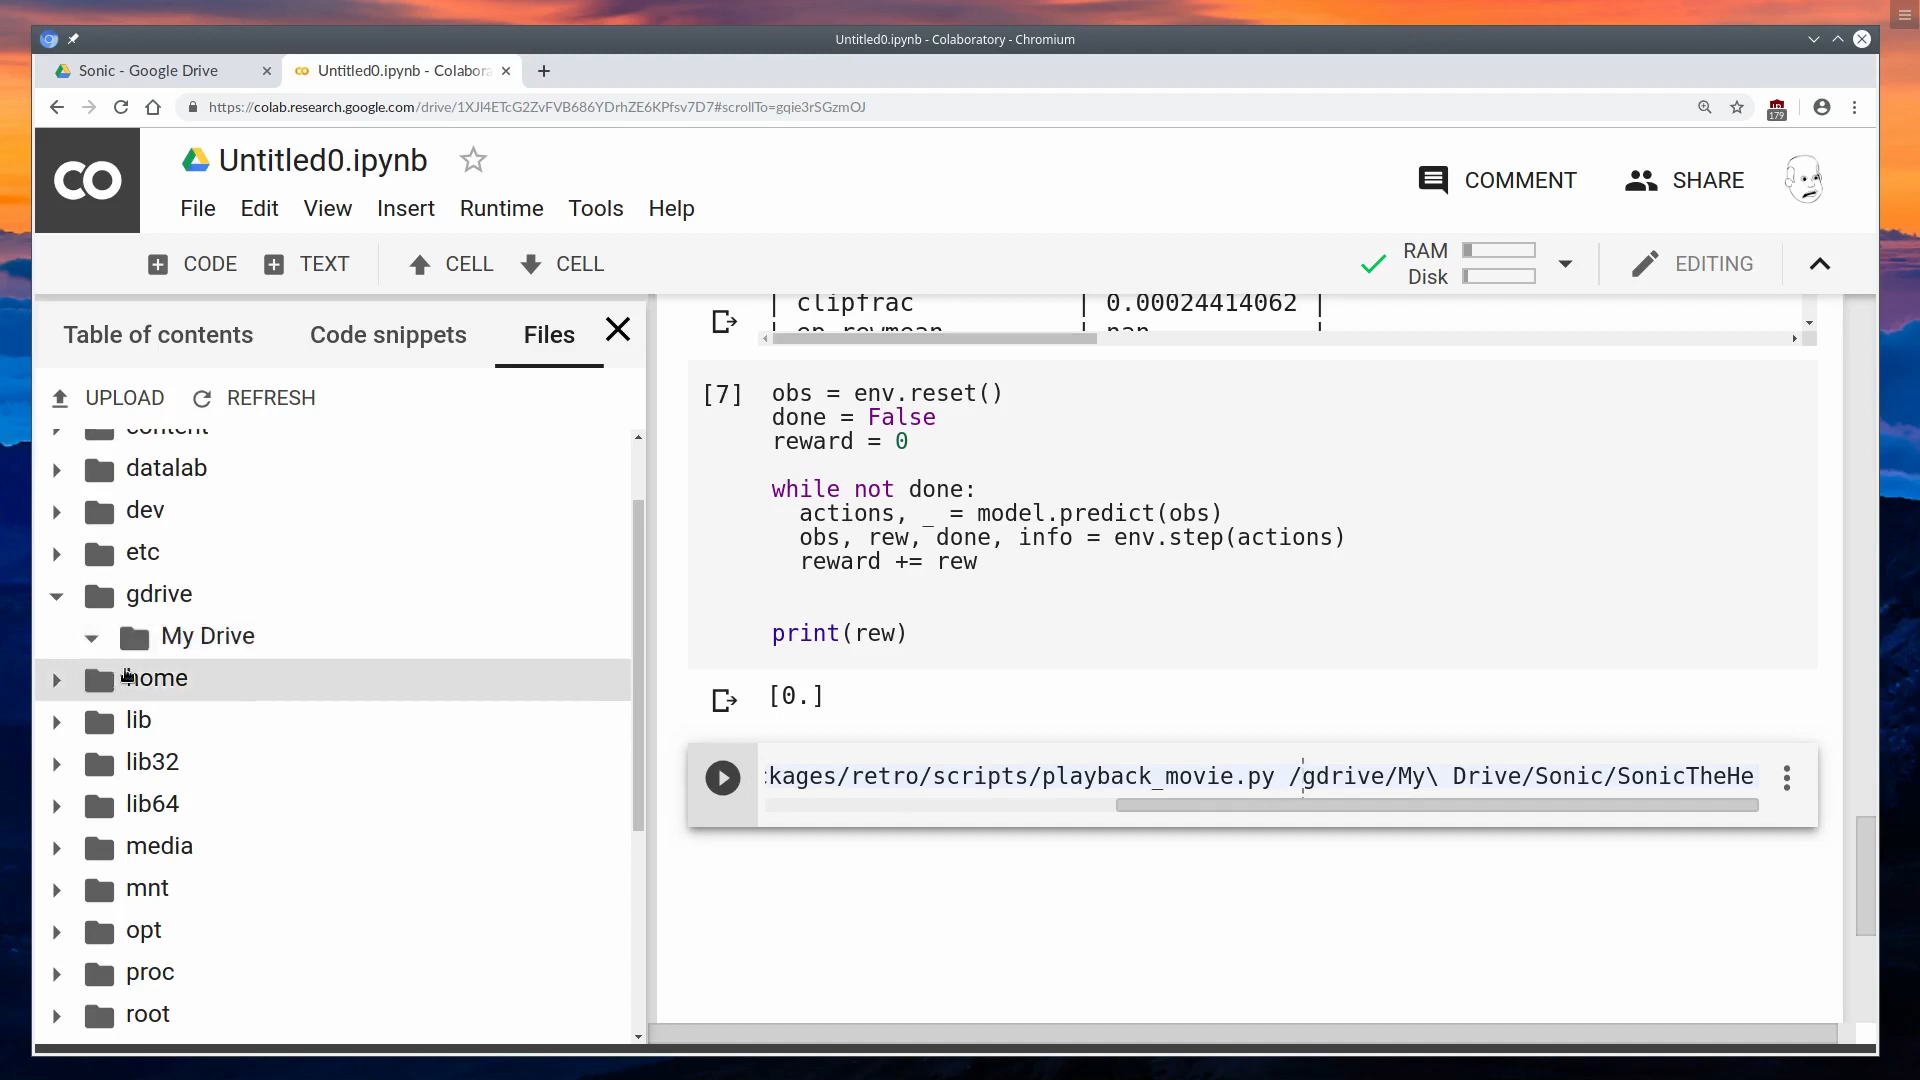 Untitled0.ipynb - Colaboratory - Chromium
Sonic - Google Drive
Untitled0.ipynb - Colabora
https://colab.research.google.com/drive/1XJl4ETcG2ZvFVB686YDrhZE6KPfsv7D7#scrollTo=gqie3rSGzmOJ
179
CO
Untitled0.ipynb
COMMENT
SHARE
File Edit View Insert Runtime Tools Help
CODE TEXT CELL CELL
RAM
Disk
EDITING
Table of contents Code snippets Files
UPLOAD REFRESH
content
datalab
dev
etc
gdrive
My Drive
home
lib
lib32
lib64
media
mnt
opt
proc
root
| clipfrac | 0.00024414062 |
| ep_rewmean | nan |
[7] obs = env.reset()
done = False
reward = 0
while not done:
actions, _ = model.predict(obs)
obs, rew, done, info = env.step(actions)
reward += rew
print(rew)
[0.]
ckages/retro/scripts/playback_movie.py /gdrive/My\ Drive/Sonic/SonicTheHe